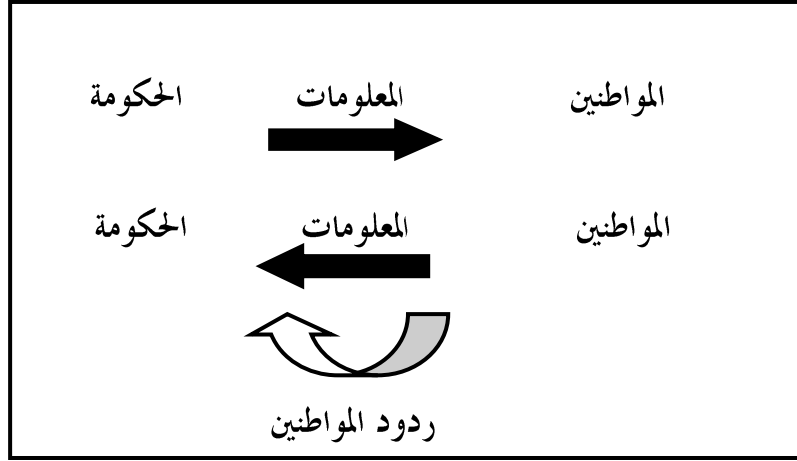 المواطنين المعلومات الحكومة
المواطنين المعلومات الحكومة
ردود المواطنين